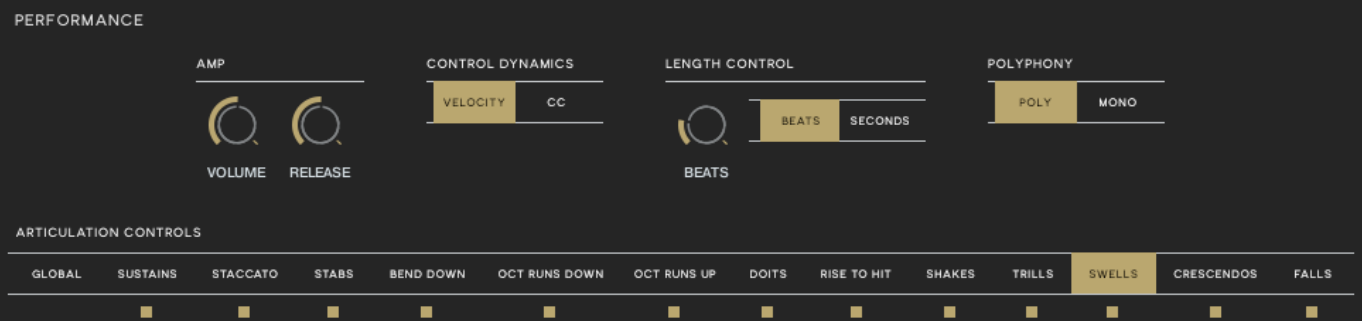 PERFORMANCE
AMP CONTROL DYNAMICS LENGTH CONTROL POLYPHONY
VELOCITY CC BEATS SECONDS POLY MONO
VOLUME RELEASE BEATS
ARTICULATION CONTROLS
GLOBAL SUSTAINS STACCATO STABS BEND DOWN OCT RUNS DOWN OCT RUNS UP DOITS RISE TO HIT SHAKES TRILLS SWELLS CRESCENDOS FALLS